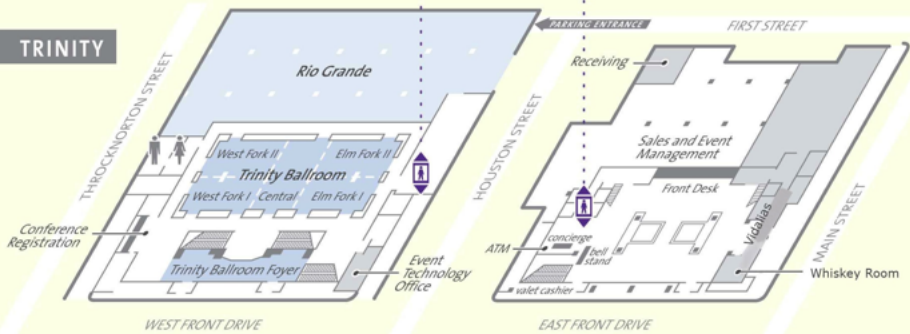 TRINITY
PARKING ENTRANCE
FIRST STREET
Receiving
Rio Grande
THROCKNORTON STREET
HOUSTON STREET
Sales and Event
Management
West Fork II
Elm Fork II
Trinity Ballroom
West Fork I
Central
Elm Fork I
Front Desk
Vidalias
MAIN STREET
Conference
Registration
concierge
ATM
bell
stand
Trinity Ballroom Foyer
Event
Technology
Office
Whiskey Room
valet cashier
WEST FRONT DRIVE
EAST FRONT DRIVE